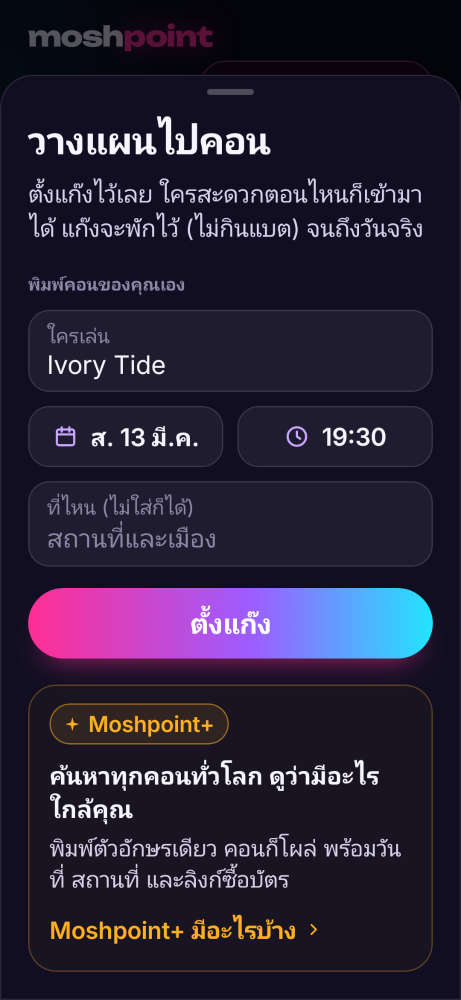 moshpoint
วางแผนไปคอน
ตั้งแก๊งไว้เลย ใครสะดวกตอนไหนก็เข้ามา
ได้ แก๊งจะพักไว้ (ไม่กินแบต) จนถึงวันจริง
พิมพ์คอนของคุณเอง
ใครเล่น
Ivory Tide
ส. 13 มี.ค.
19:30
ที่ไหน (ไม่ใส่ก็ได้)
สถานที่และเมือง
ตั้งแก๊ง
Moshpoint+
ค้นหาทุกคอนทั่วโลก ดูว่ามีอะไร
ใกล้คุณ
พิมพ์ตัวอักษรเดียว คอนก็โผล่ พร้อมวัน
ที่ สถานที่ และลิงก์ซื้อบัตร
Moshpoint+ มีอะไรบ้าง